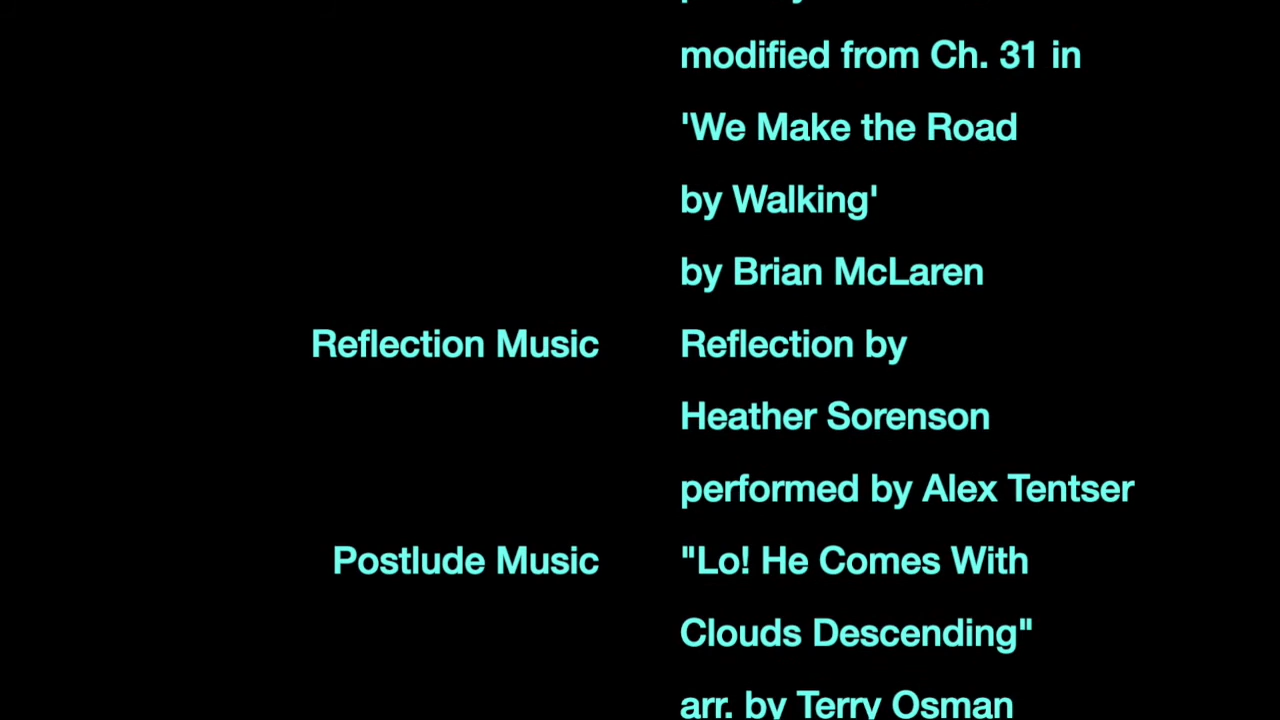 modified from Ch. 31 in
'We Make the Road
by Walking'
by Brian McLaren
Reflection Music Reflection by
Heather Sorenson
performed by Alex Tentser
Postlude Music "Lo! He Comes With
Clouds Descending"
arr. by Terry Osman